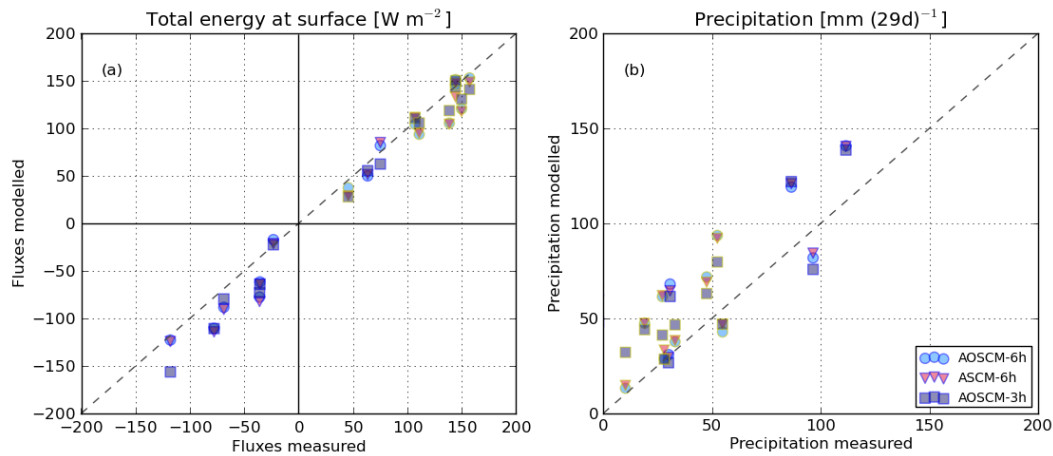 Total energy at surface [W m⁻²]
(a)
Fluxes modelled
200
150
100
50
0
−50
−100
−150
−200
−200 −150 −100 −50 0 50 100 150 200
Fluxes measured
Precipitation [mm (29d)⁻¹]
(b)
Precipitation modelled
200
150
100
50
0
0 50 100 150 200
Precipitation measured
AOSCM-6h
ASCM-6h
AOSCM-3h